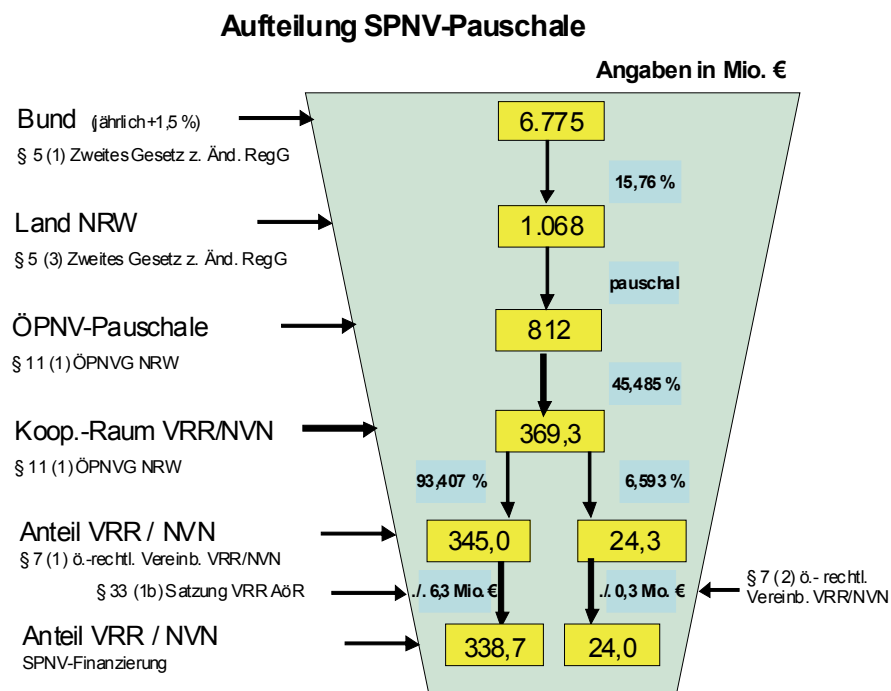 Aufteilung SPNV-Pauschale
Angaben in Mio. €
Bund (jährlich +1,5 %)
6.775
§ 5 (1) Zweites Gesetz z. Änd. RegG
15,76 %
Land NRW
1.068
§ 5 (3) Zweites Gesetz z. Änd. RegG
pauschal
ÖPNV-Pauschale
812
§ 11 (1) ÖPNVG NRW
45,485 %
Koop.-Raum VRR/NVN
369,3
§ 11 (1) ÖPNVG NRW
93,407 %
6,593 %
Anteil VRR / NVN
345,0
24,3
§ 7 (1) ö.-rechtl. Vereinb. VRR/NVN
§ 33 (1b) Satzung VRR AöR
./. 6,3 Mio. €
./. 0,3 Mio. €
§ 7 (2) ö.- rechtl.
Vereinb. VRR/NVN
Anteil VRR / NVN
338,7
24,0
SPNV-Finanzierung